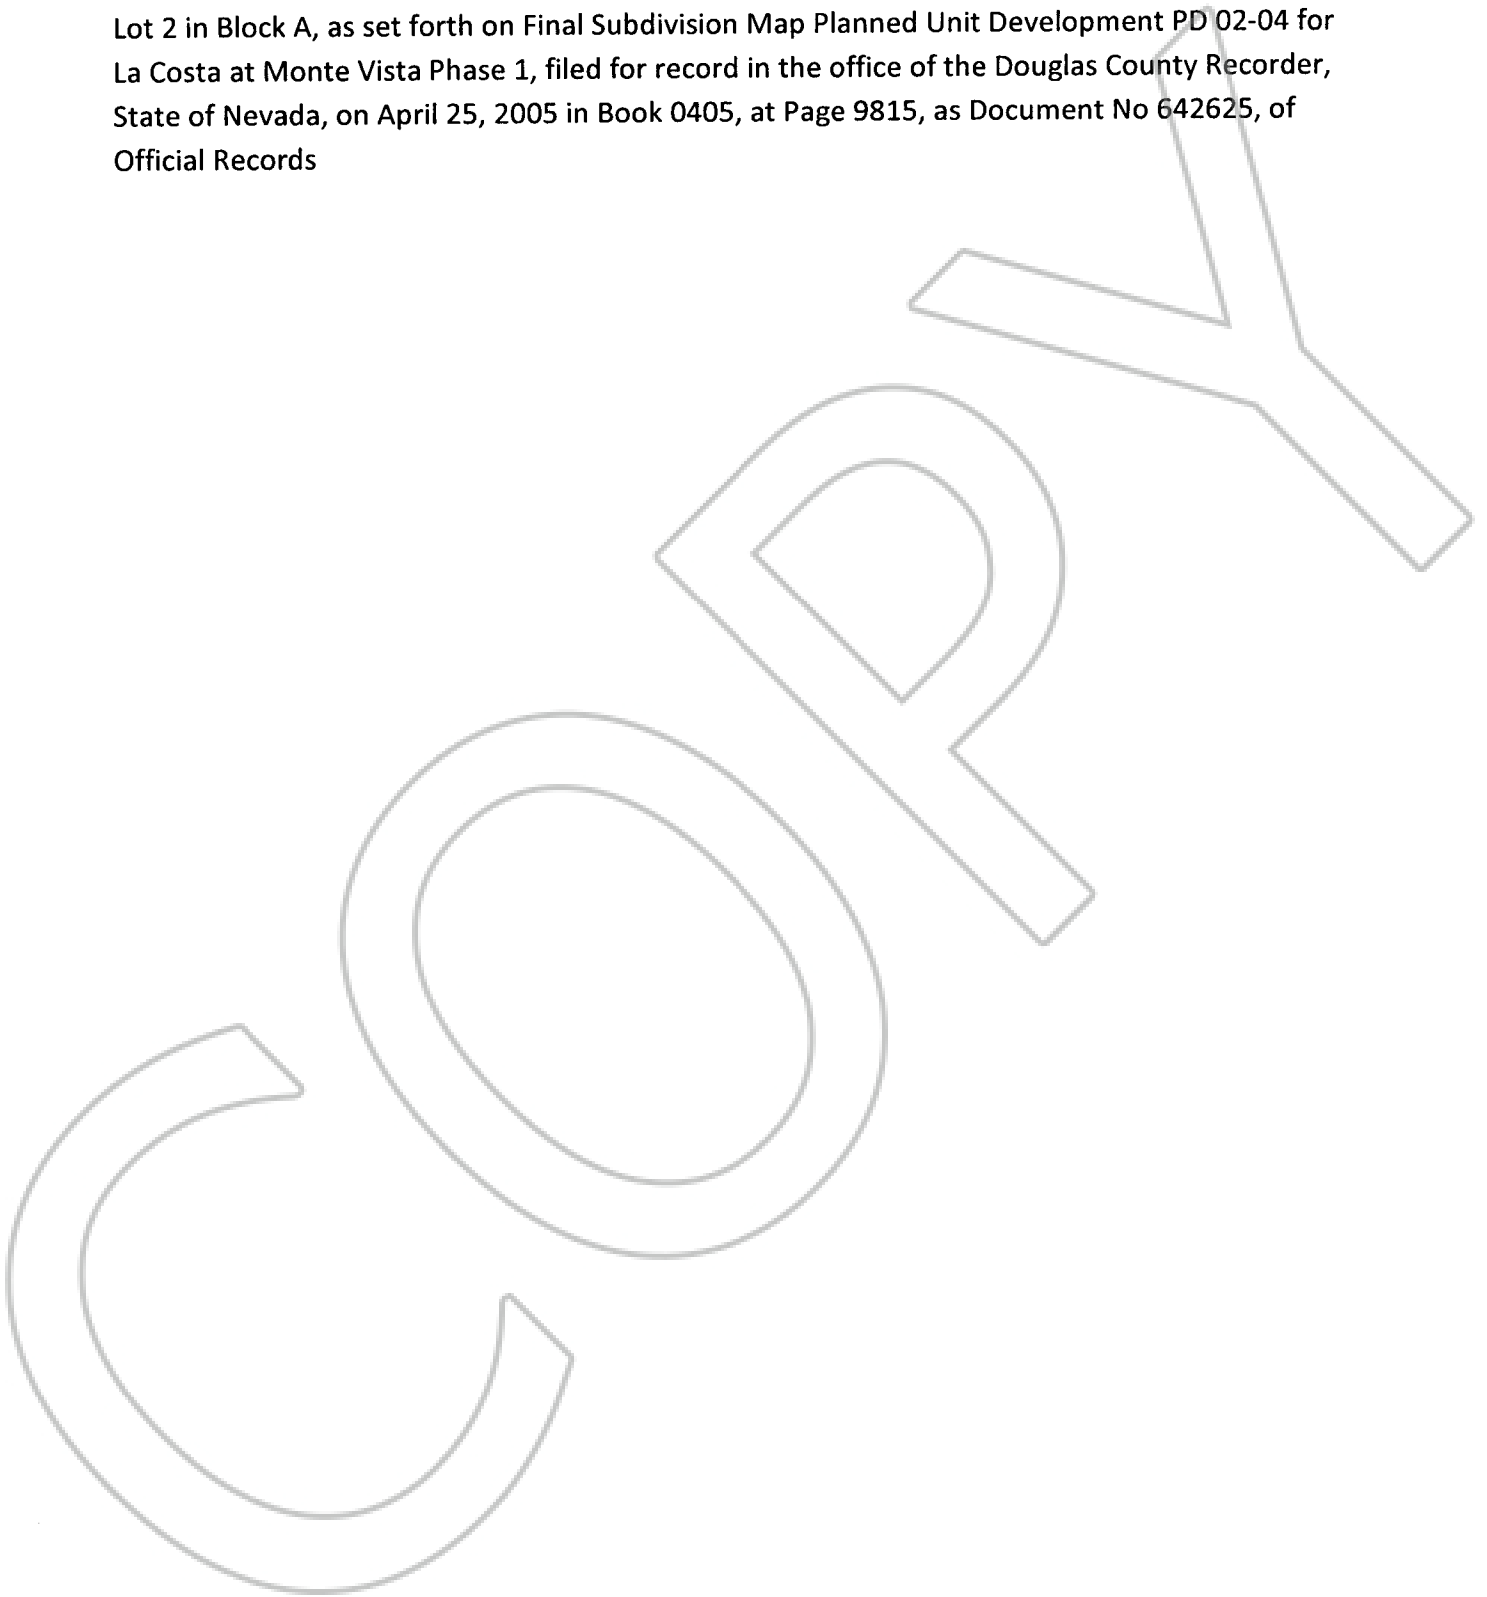 Lot 2 in Block A, as set forth on Final Subdivision Map Planned Unit Development PD 02-04 for
La Costa at Monte Vista Phase 1, filed for record in the office of the Douglas County Recorder,
State of Nevada, on April 25, 2005 in Book 0405, at Page 9815, as Document No 642625, of
Official Records
COPY